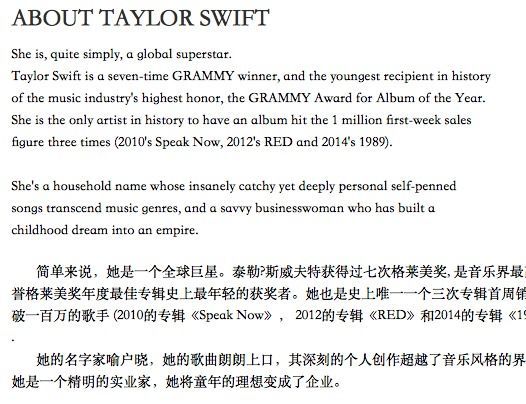 ABOUT TAYLOR SWIFT
She is, quite simply, a global superstar.
Taylor Swift is a seven-time GRAMMY winner, and the youngest recipient in history
of the music industry's highest honor, the GRAMMY Award for Album of the Year.
She is the only artist in history to have an album hit the 1 million first-week sales
figure three times (2010's Speak Now, 2012's RED and 2014's 1989).
She's a household name whose insanely catchy yet deeply personal self-penned
songs transcend music genres, and a savvy businesswoman who has built a
childhood dream into an empire.
简单来说，她是一个全球巨星。泰勒?斯威夫特获得过七次格莱美奖, 是音乐界最
誉格莱美奖年度最佳专辑史上最年轻的获奖者。她也是史上唯一一个三次专辑首周销
破一百万的歌手 (2010的专辑《Speak Now》， 2012的专辑《RED》和2014的专辑《19
.
她的名字家喻户晓，她的歌曲朗朗上口，其深刻的个人创作超越了音乐风格的界
她是一个精明的实业家，她将童年的理想变成了企业。